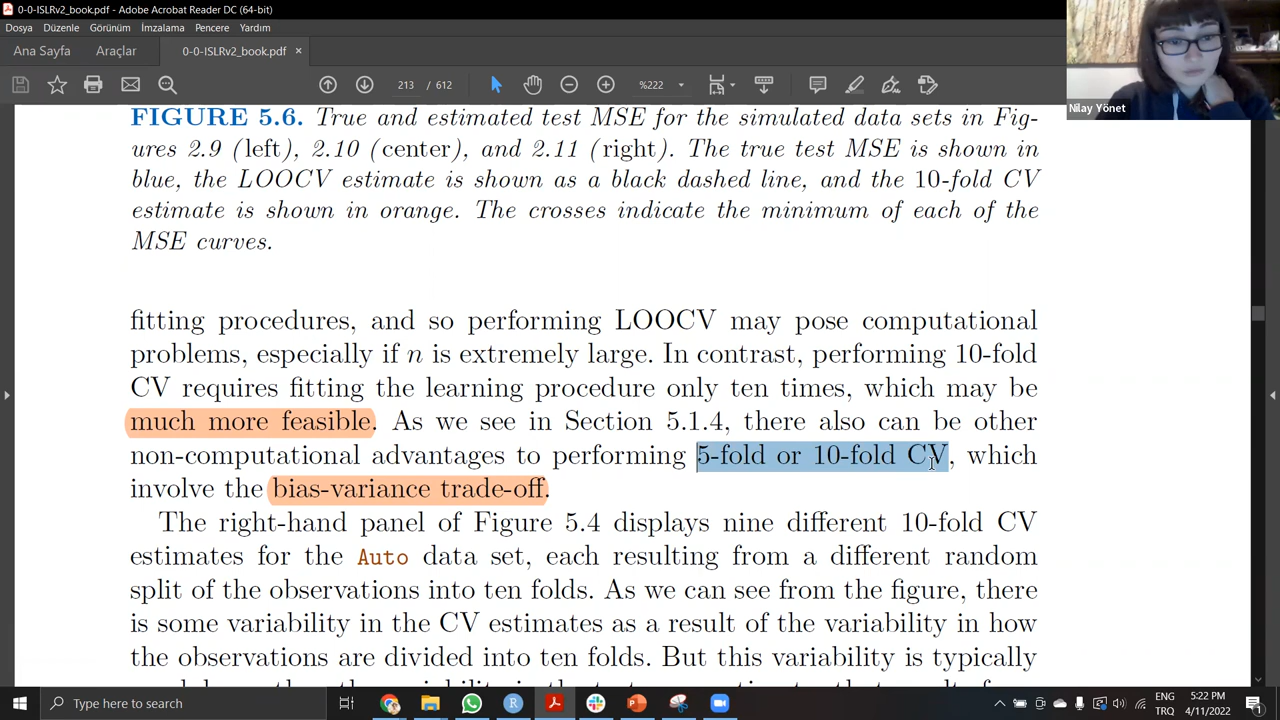 0-0-ISLRv2_book.pdf - Adobe Acrobat Reader DC (64-bit)
Dosya Düzenle Görünüm İmzalama Pencere Yardım
Ana Sayfa Araçlar 0-0-ISLRv2_book.pdf ×
213 / 612 %222
Nilay Yönet
FIGURE 5.6. True and estimated test MSE for the simulated data sets in Fig-
ures 2.9 (left), 2.10 (center), and 2.11 (right). The true test MSE is shown in
blue, the LOOCV estimate is shown as a black dashed line, and the 10-fold CV
estimate is shown in orange. The crosses indicate the minimum of each of the
MSE curves.
fitting procedures, and so performing LOOCV may pose computational
problems, especially if n is extremely large. In contrast, performing 10-fold
CV requires fitting the learning procedure only ten times, which may be
much more feasible. As we see in Section 5.1.4, there also can be other
non-computational advantages to performing 5-fold or 10-fold CV, which
involve the bias-variance trade-off.
The right-hand panel of Figure 5.4 displays nine different 10-fold CV
estimates for the Auto data set, each resulting from a different random
split of the observations into ten folds. As we can see from the figure, there
is some variability in the CV estimates as a result of the variability in how
the observations are divided into ten folds. But this variability is typically
Type here to search
ENG 5:22 PM
TRQ 4/11/2022